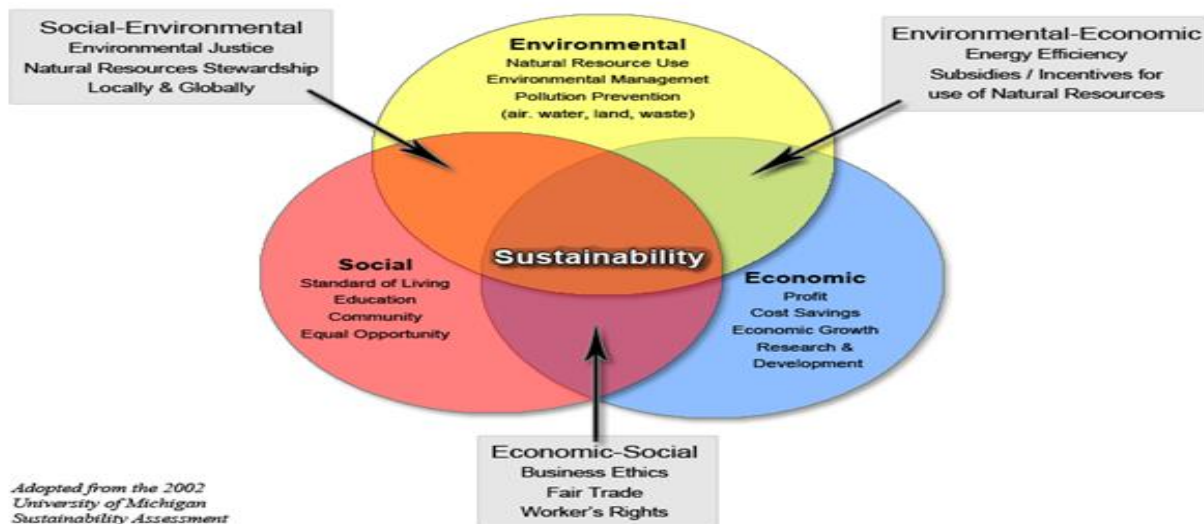 Social-Environmental
Environmental Justice
Natural Resources Stewardship
Locally & Globally
Environmental
Natural Resource Use
Environmental Managemet
Pollution Prevention
(air. water, land, waste)
Environmental-Economic
Energy Efficiency
Subsidies / Incentives for
use of Natural Resources
Sustainability
Social
Standard of Living
Education
Community
Equal Opportunity
Economic
Profit
Cost Savings
Economic Growth
Research &
Development
Economic-Social
Business Ethics
Fair Trade
Worker's Rights
Adopted from the 2002
University of Michigan
Sustainability Assessment